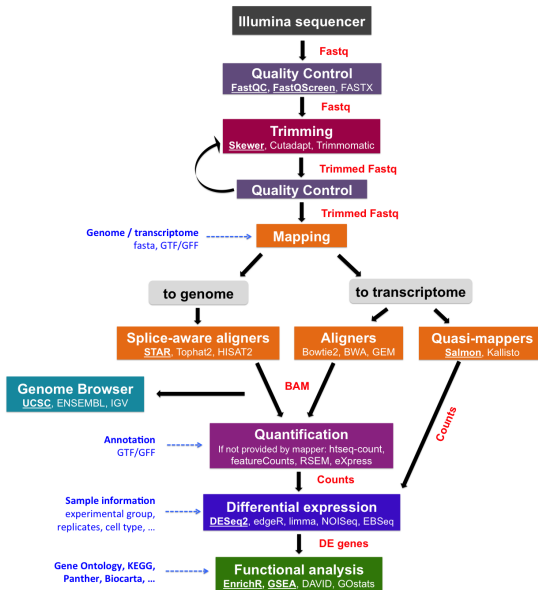 Illumina sequencer
Fastq
Quality Control
FastQC, FastQScreen, FASTX
Fastq
Trimming
Skewer, Cutadapt, Trimmomatic
Trimmed Fastq
Quality Control
Trimmed Fastq
Genome / transcriptome
fasta, GTF/GFF
Mapping
to genome
to transcriptome
Splice-aware aligners
STAR, Tophat2, HISAT2
Aligners
Bowtie2, BWA, GEM
Quasi-mappers
Salmon, Kallisto
BAM
Genome Browser
UCSC, ENSEMBL, IGV
Counts
Annotation
GTF/GFF
Quantification
If not provided by mapper: htseq-count,
featureCounts, RSEM, eXpress
Counts
Sample information
experimental group,
replicates, cell type, ...
Differential expression
DESeq2, edgeR, limma, NOISeq, EBSeq
DE genes
Gene Ontology, KEGG,
Panther, Biocarta, ...
Functional analysis
EnrichR, GSEA, DAVID, GOstats